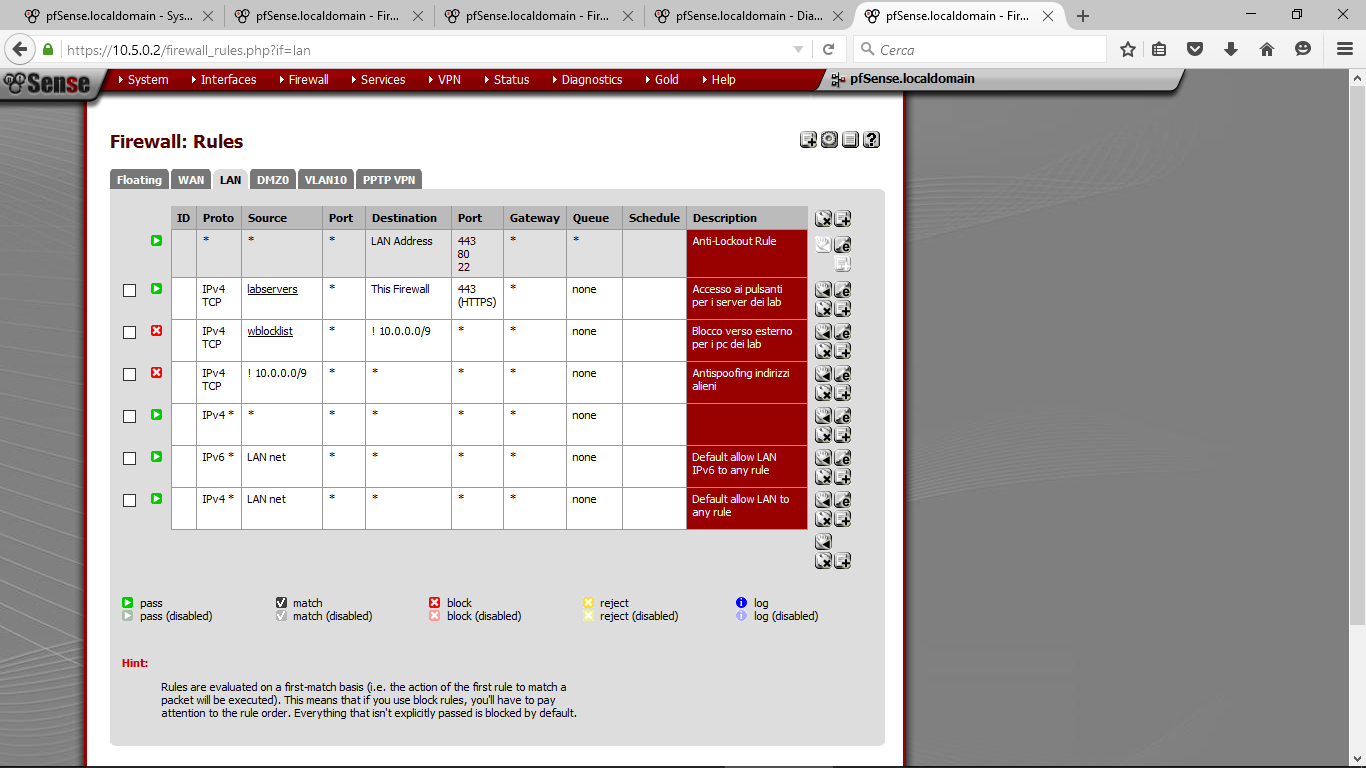 pfSense.localdomain - Sys...
pfSense.localdomain - Fir...
pfSense.localdomain - Fir...
pfSense.localdomain - Dia...
pfSense.localdomain - Fir...
https://10.5.0.2/firewall_rules.php?if=lan
Cerca
Sense
System Interfaces Firewall Services VPN Status Diagnostics Gold Help
pfSense.localdomain
Firewall: Rules
Floating WAN LAN DMZ0 VLAN10 PPTP VPN
ID Proto Source Port Destination Port Gateway Queue Schedule Description
* * * LAN Address 443 * * Anti-Lockout Rule
80
22
IPv4 labservers * This Firewall 443 * none Accesso ai pulsanti
TCP (HTTPS) per i server dei lab
IPv4 wblocklist * ! 10.0.0.0/9 * * none Blocco verso esterno
TCP per i pc dei lab
IPv4 ! 10.0.0.0/9 * * * * none Antispoofing indirizzi
TCP alieni
IPv4 * * * * * * none
IPv6 * LAN net * * * * none Default allow LAN
IPv6 to any rule
IPv4 * LAN net * * * * none Default allow LAN to
any rule
pass match block reject log
pass (disabled) match (disabled) block (disabled) reject (disabled) log (disabled)
Hint:
Rules are evaluated on a first-match basis (i.e. the action of the first rule to match a
packet will be executed). This means that if you use block rules, you'll have to pay
attention to the rule order. Everything that isn't explicitly passed is blocked by default.